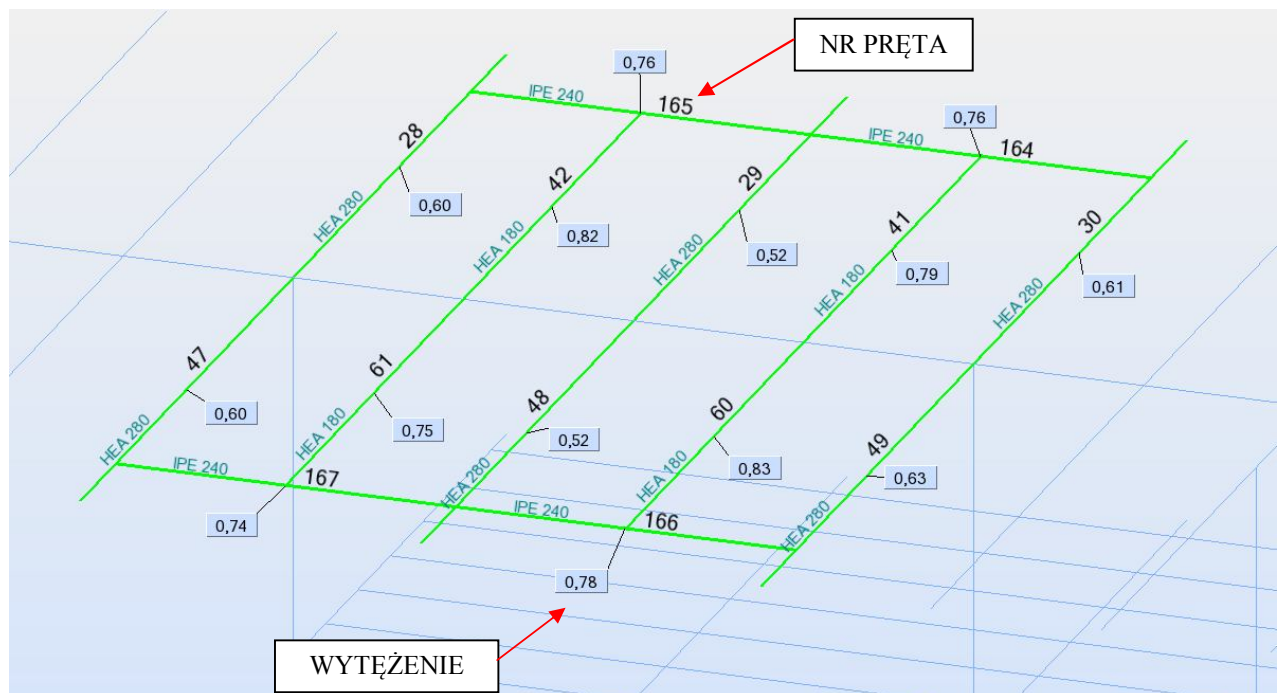 NR PRĘTA
0,76
IPE 240
165
0,76
IPE 240
164
28
0,60
HEA 280
42
0,82
HEA 180
29
0,52
HEA 280
41
0,79
HEA 180
30
0,61
HEA 280
47
0,60
HEA 280
61
0,75
HEA 180
48
0,52
HEA 280
60
0,83
HEA 180
49
0,63
HEA 280
IPE 240
167
0,74
IPE 240
166
0,78
WYTĘŻENIE